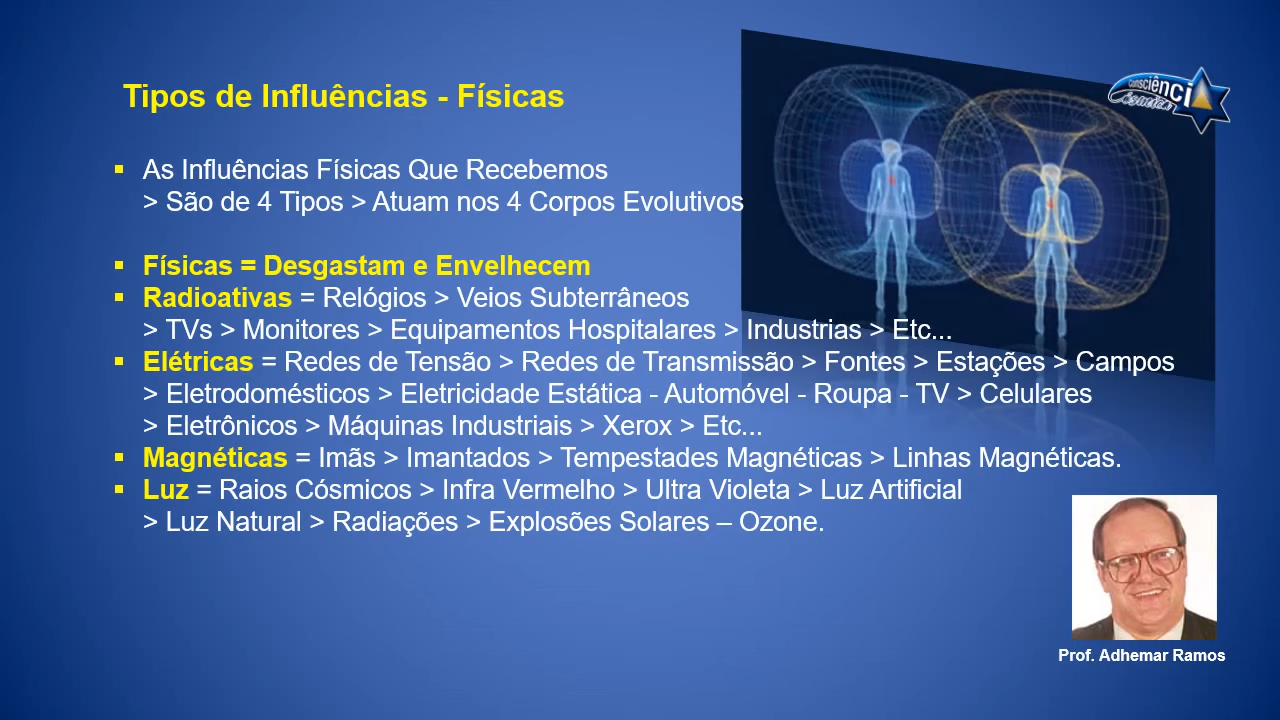 Tipos de Influências - Físicas
consciênci
Cósmica
As Influências Físicas Que Recebemos
> São de 4 Tipos > Atuam nos 4 Corpos Evolutivos
Físicas = Desgastam e Envelhecem
Radioativas = Relógios > Veios Subterrâneos
> TVs > Monitores > Equipamentos Hospitalares > Industrias > Etc...
Elétricas = Redes de Tensão > Redes de Transmissão > Fontes > Estações > Campos
> Eletrodomésticos > Eletricidade Estática - Automóvel - Roupa - TV > Celulares
> Eletrônicos > Máquinas Industriais > Xerox > Etc...
Magnéticas = Imãs > Imantados > Tempestades Magnéticas > Linhas Magnéticas.
Luz = Raios Cósmicos > Infra Vermelho > Ultra Violeta > Luz Artificial
> Luz Natural > Radiações > Explosões Solares – Ozone.
Prof. Adhemar Ramos